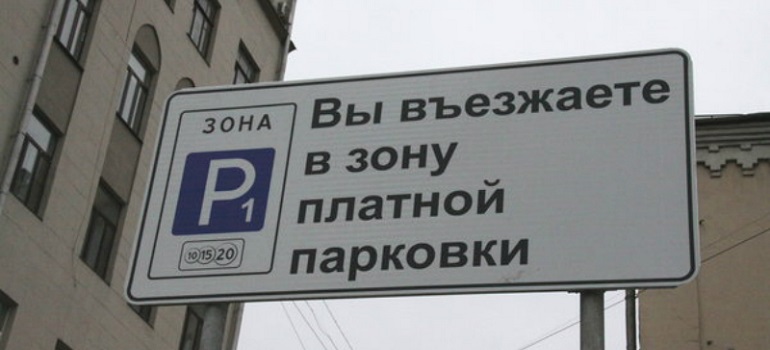 ЗОНА
P1
10 15 20
Вы въезжаете
в зону
платной
парковки